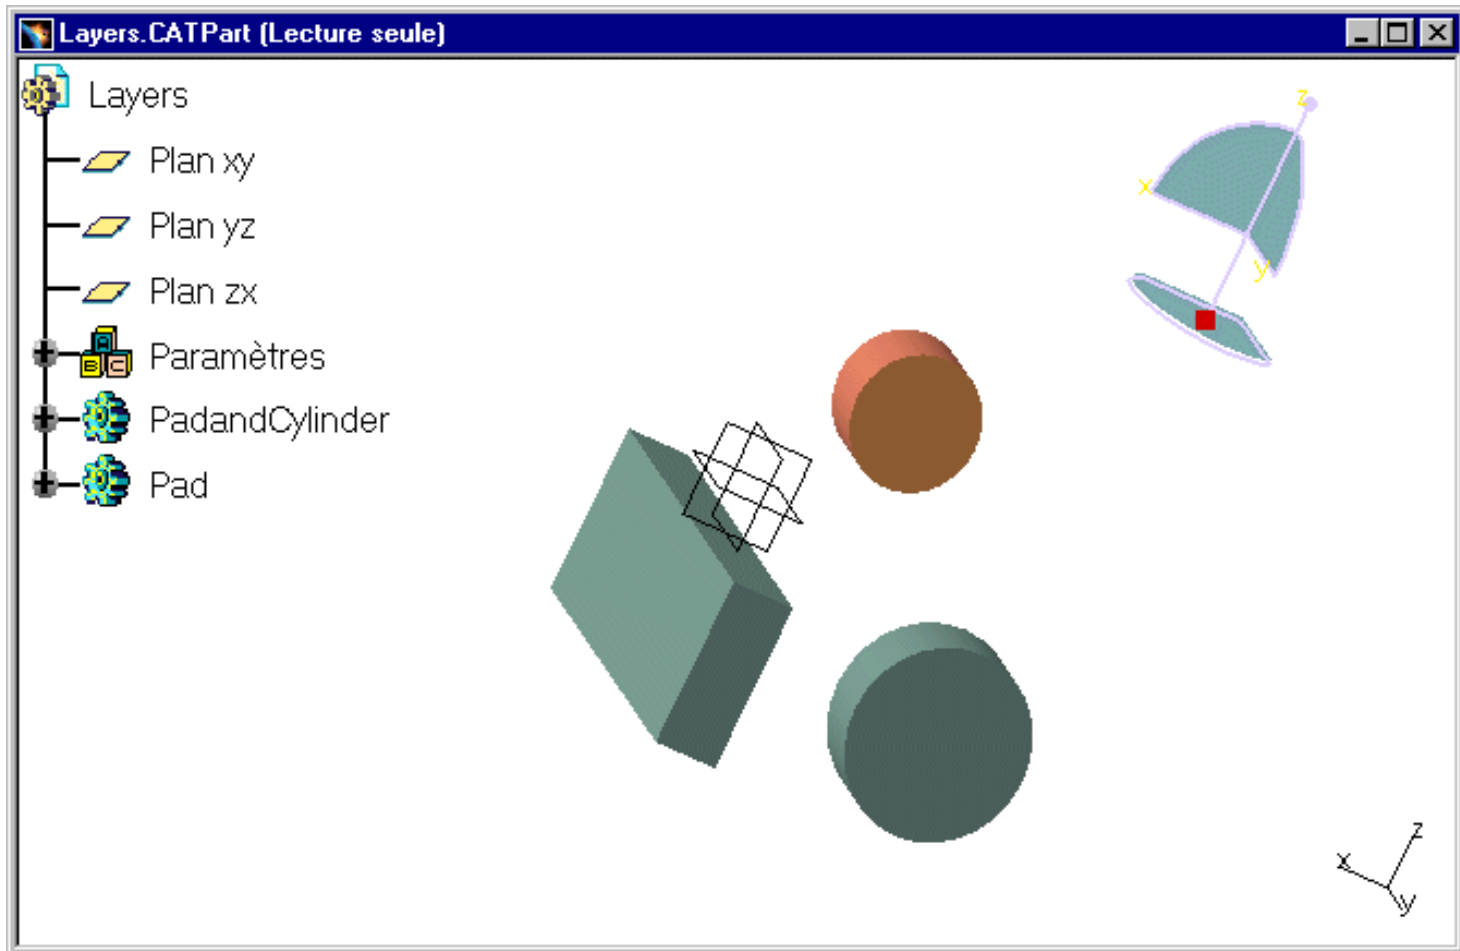 Layers.CATPart (Lecture seule)
Layers
Plan xy
Plan yz
Plan zx
Paramètres
A
B C
PadandCylinder
Pad
z
x
y
z
x
y